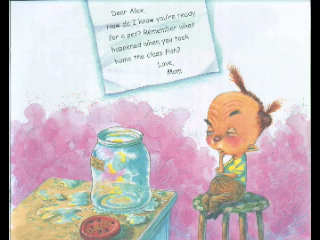 Dear Alex,
How do I know you're ready
for a pet? Remember what
happened when you took
home the class fish?
Love,
Mom